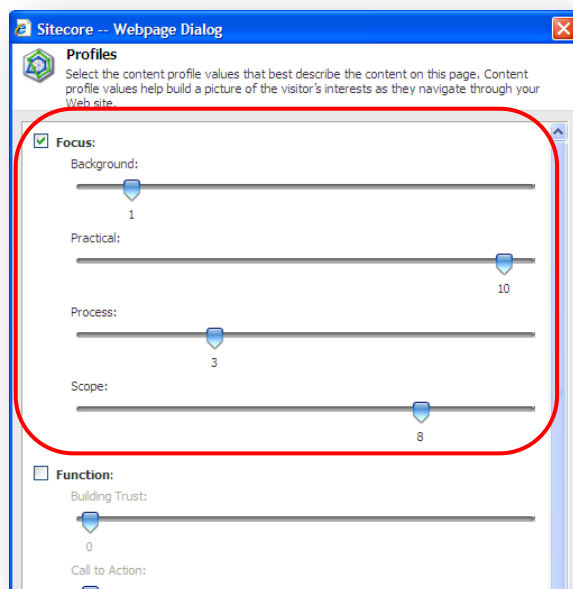 Sitecore -- Webpage Dialog
Profiles
Select the content profile values that best describe the content on this page. Content
profile values help build a picture of the visitor's interests as they navigate through your
Web site.
Focus:
Background:
1
Practical:
10
Process:
3
Scope:
8
Function:
Building Trust:
0
Call to Action: